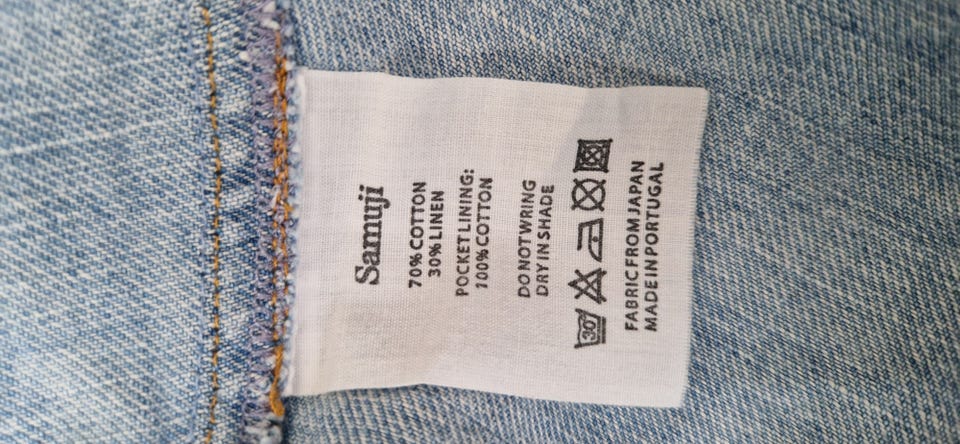 Samuji
70% COTTON
30% LINEN
POCKET LINING:
100% COTTON
DO NOT WRING
DRY IN SHADE
30
FABRIC FROM JAPAN
MADE IN PORTUGAL